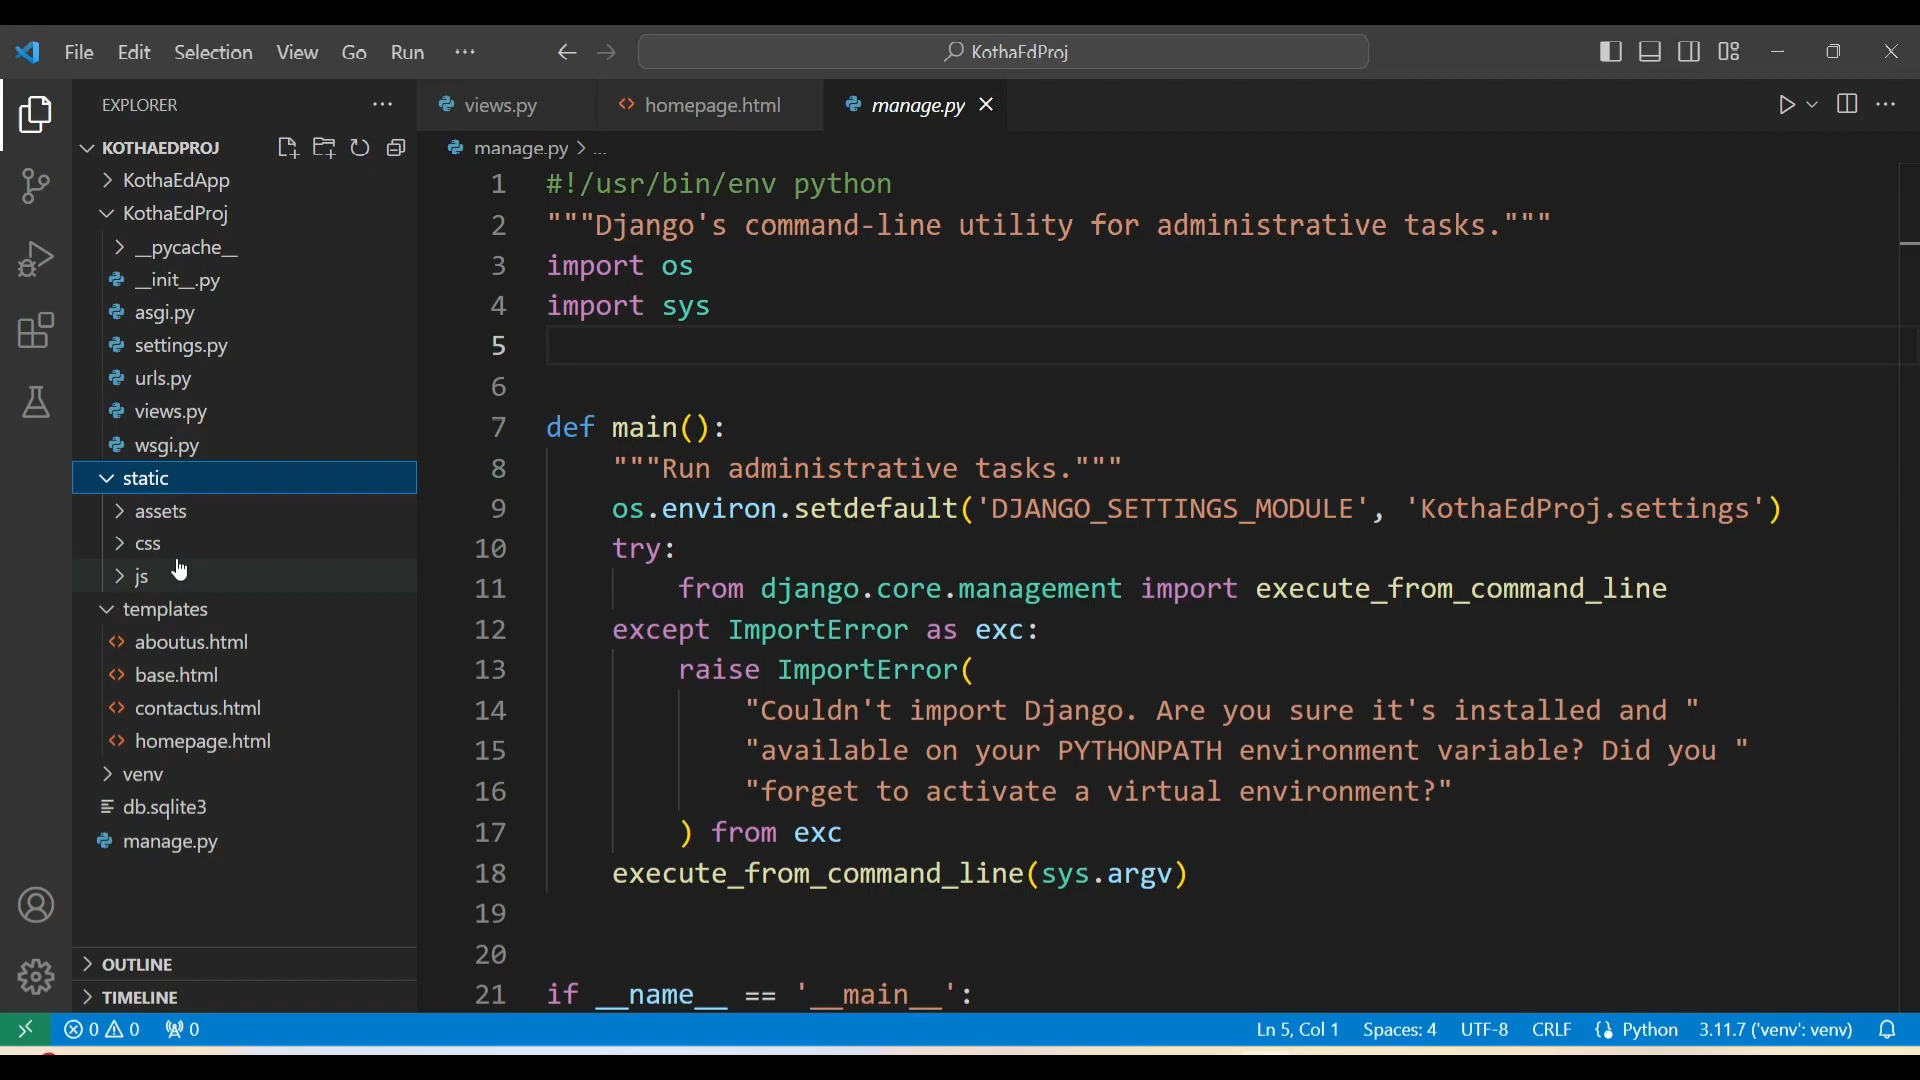 File Edit Selection View Go Run ··· KothaEdProj
EXPLORER ···
views.py homepage.html manage.py
KOTHAEDPROJ
manage.py > ...
KothaEdApp
KothaEdProj
__pycache__
__init__.py
asgi.py
settings.py
urls.py
views.py
wsgi.py
static
assets
css
js
templates
aboutus.html
base.html
contactus.html
homepage.html
venv
db.sqlite3
manage.py
OUTLINE
TIMELINE
1 #!/usr/bin/env python
2 """Django's command-line utility for administrative tasks."""
3 import os
4 import sys
5
6
7 def main():
8 """Run administrative tasks."""
9 os.environ.setdefault('DJANGO_SETTINGS_MODULE', 'KothaEdProj.settings')
10 try:
11 from django.core.management import execute_from_command_line
12 except ImportError as exc:
13 raise ImportError(
14 "Couldn't import Django. Are you sure it's installed and "
15 "available on your PYTHONPATH environment variable? Did you "
16 "forget to activate a virtual environment?"
17 ) from exc
18 execute_from_command_line(sys.argv)
19
20
21 if __name__ == '__main__':
0 0 0 Ln 5, Col 1 Spaces: 4 UTF-8 CRLF Python 3.11.7 ('venv': venv)